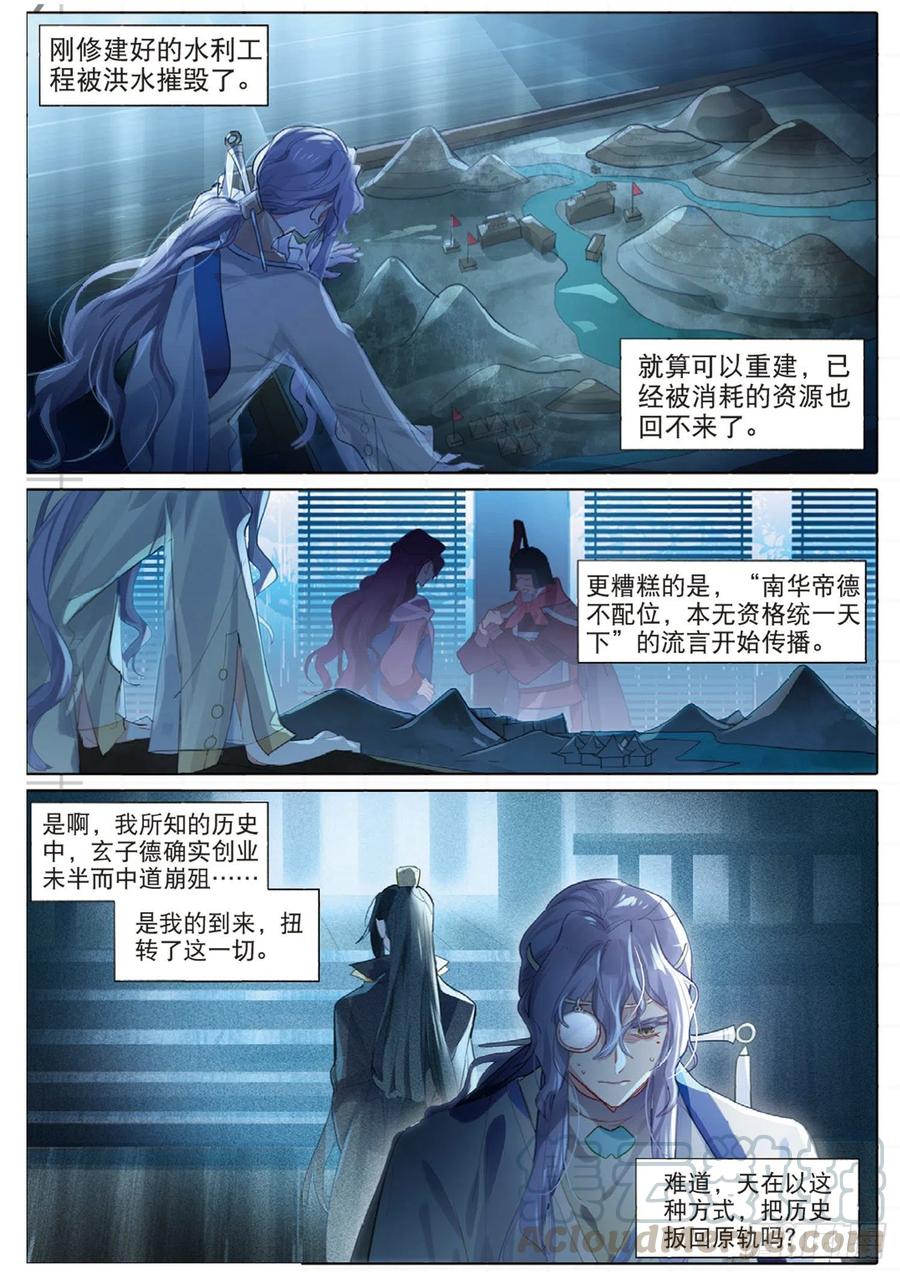 刚修建好的水利工
程被洪水摧毁了。
就算可以重建，已
经被消耗的资源也
回不来了。
更糟糕的是，“南华帝德
不配位，本无资格统一天
下”的流言开始传播。
是啊，我所知的历史
中，玄子德确实创业
未半而中道崩殂……
是我的到来，扭
转了这一切。
难道，天在以这
种方式，把历史
扳回原轨吗？